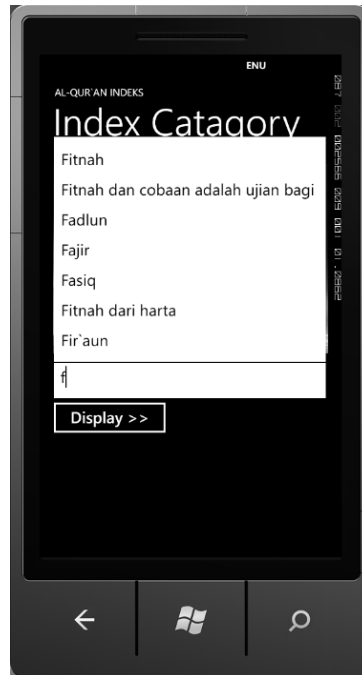 ENU
AL-QUR'AN INDEKS
Index Catagory
Fitnah
Fitnah dan cobaan adalah ujian bagi
Fadlun
Fajir
Fasiq
Fitnah dari harta
Fir`aun
f
Display >>